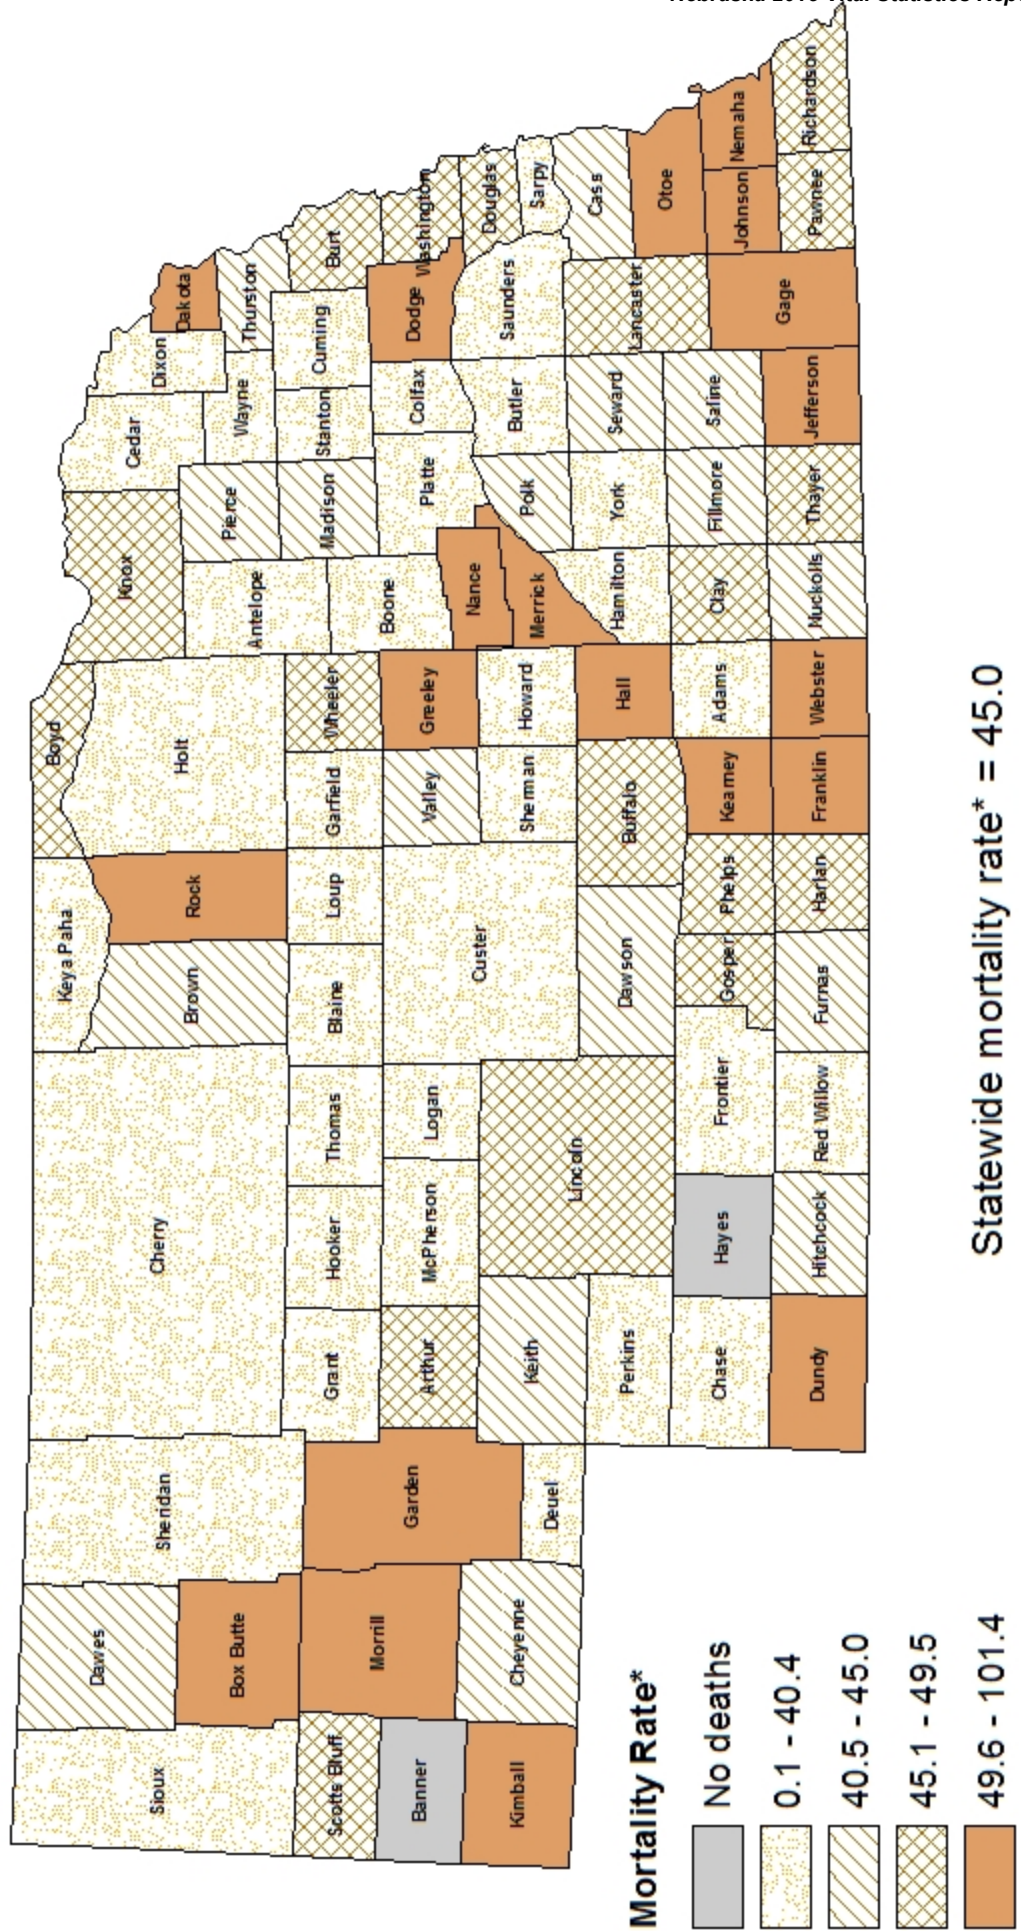 Sioux
Dawes
Sheridan
Cherry
Keya Paha
Boyd
Box Butte
Brown
Rock
Holt
Knox
Cedar
Dixon
Dakota
Scotts Bluff
Banner
Kimball
Morrill
Cheyenne
Garden
Deuel
Grant
Hooker
Thomas
Blaine
Loup
Garfield
Wheeler
Antelope
Pierce
Wayne
Thurston
Arthur
McPherson
Logan
Custer
Valley
Greeley
Boone
Madison
Stanton
Cuming
Burt
Keith
Lincoln
Sherman
Howard
Nance
Merrick
Platte
Colfax
Dodge
Washington
Perkins
Dawson
Buffalo
Hall
Hamilton
Polk
York
Butler
Seward
Saunders
Lancaster
Douglas
Sarpy
Cass
Otoe
Chase
Hayes
Frontier
Gosper
Phelps
Kearney
Adams
Clay
Fillmore
Saline
Gage
Johnson
Nemaha
Dundy
Hitchcock
Red Willow
Furnas
Harlan
Franklin
Webster
Nuckolls
Thayer
Jefferson
Pawnee
Richardson
Mortality Rate*
No deaths
0.1 - 40.4
40.5 - 45.0
45.1 - 49.5
49.6 - 101.4
Statewide mortality rate* = 45.0